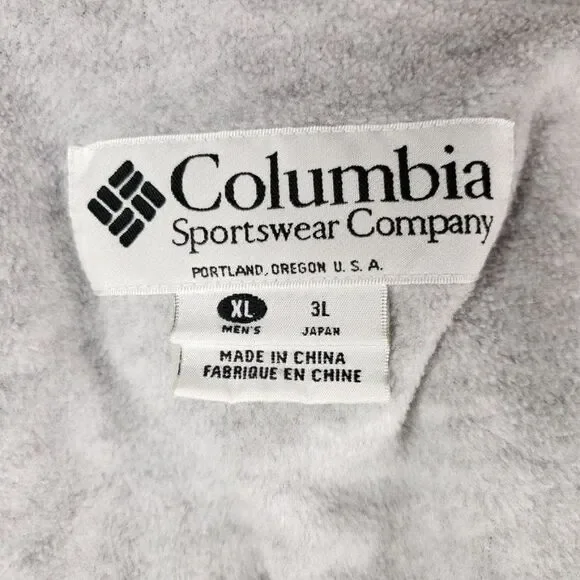 Columbia
Sportswear Company
PORTLAND, OREGON U. S. A.
XL 3L
MEN'S JAPAN
MADE IN CHINA
FABRIQUE EN CHINE